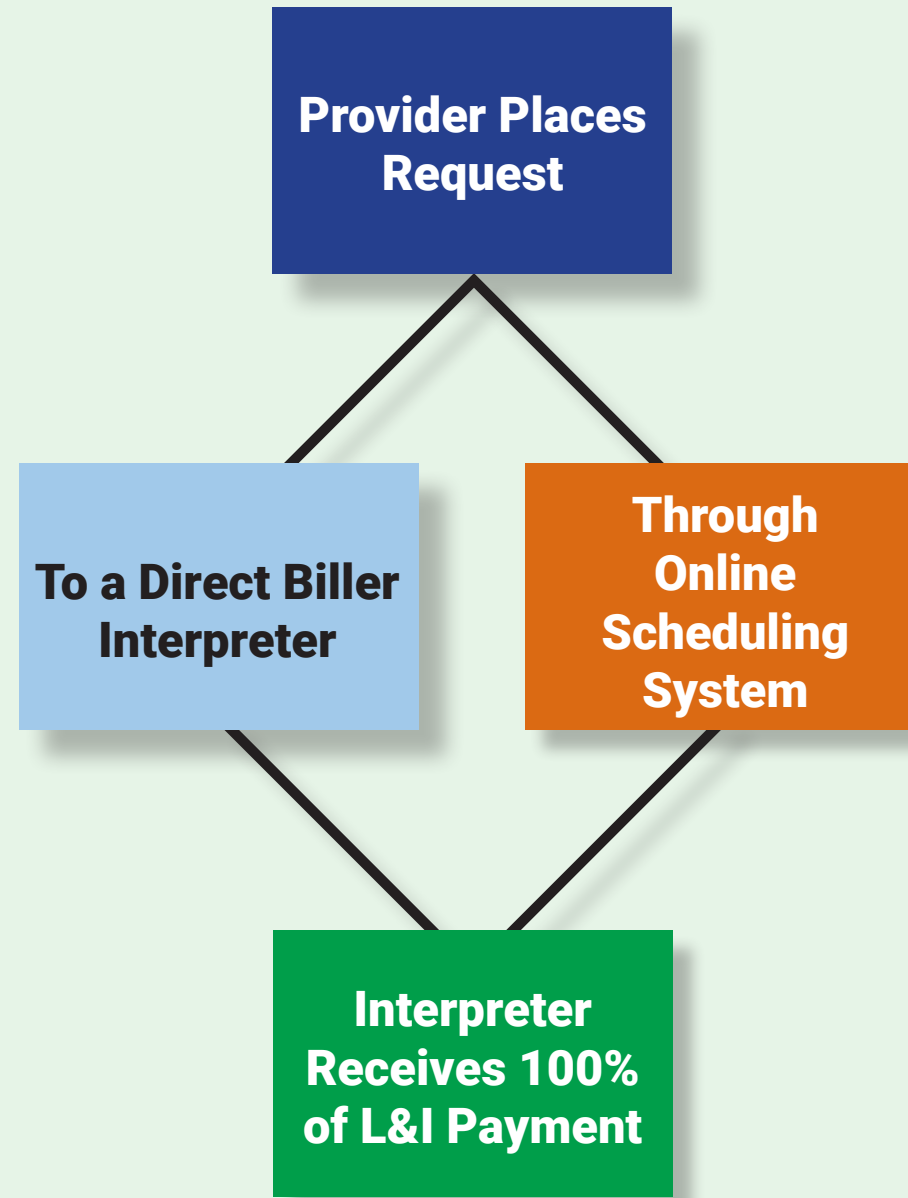 Provider Places
Request
To a Direct Biller
Interpreter
Through
Online
Scheduling
System
Interpreter
Receives 100%
of L&I Payment